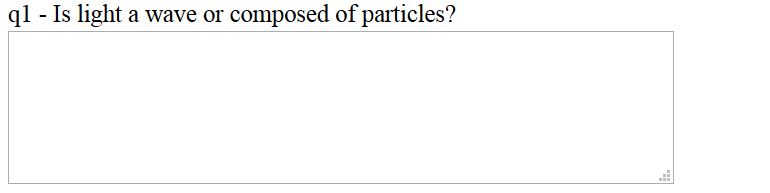 q1 - Is light a wave or composed of particles?